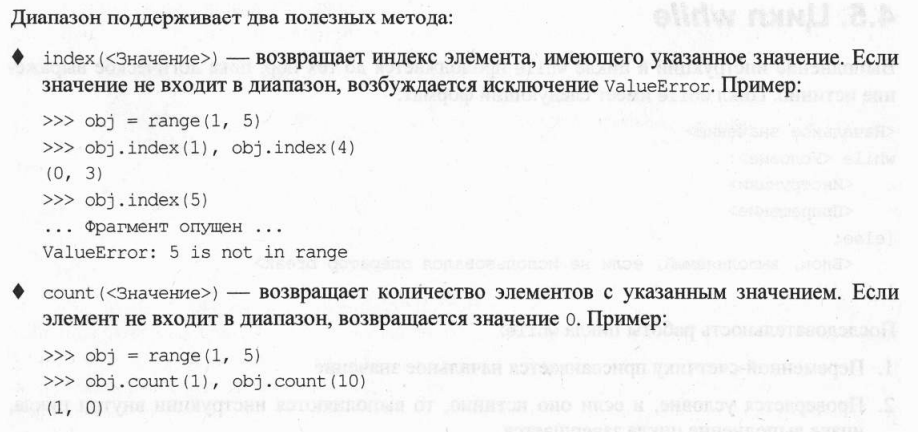 Диапазон поддерживает два полезных метода:
♦ index(<Значение>) — возвращает индекс элемента, имеющего указанное значение. Если
значение не входит в диапазон, возбуждается исключение ValueError. Пример:
>>> obj = range(1, 5)
>>> obj.index(1), obj.index(4)
(0, 3)
>>> obj.index(5)
... Фрагмент опущен ...
ValueError: 5 is not in range
♦ count(<Значение>) — возвращает количество элементов с указанным значением. Если
элемент не входит в диапазон, возвращается значение 0. Пример:
>>> obj = range(1, 5)
>>> obj.count(1), obj.count(10)
(1, 0)